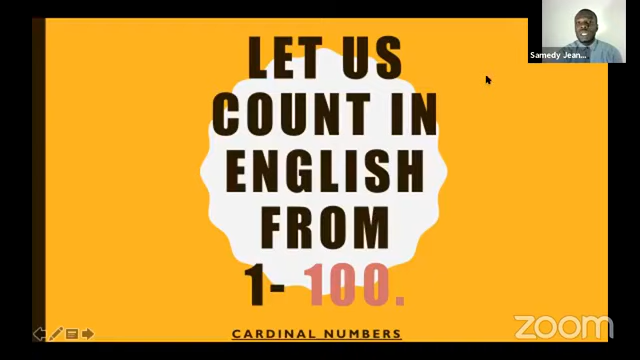 LET US
COUNT IN
ENGLISH
FROM
1- 100.
CARDINAL NUMBERS
Samedy Jean...
zoom